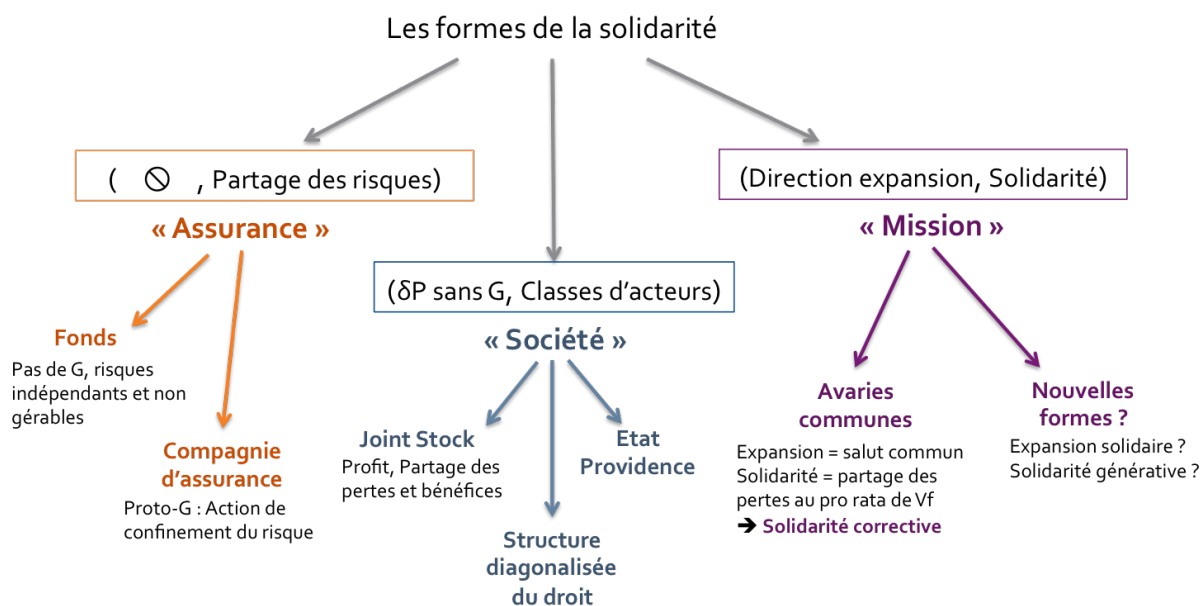 Les formes de la solidarité
( 🚫 , Partage des risques)
« Assurance »
Fonds
Pas de G, risques
indépendants et non
gérables
Compagnie
d’assurance
Proto-G : Action de
confinement du risque
(δP sans G, Classes d’acteurs)
« Société »
Joint Stock
Profit, Partage des
pertes et bénéfices
Structure
diagonalisée
du droit
Etat
Providence
(Direction expansion, Solidarité)
« Mission »
Avaries
communes
Expansion = salut commun
Solidarité = partage des
pertes au pro rata de Vf
➔ Solidarité corrective
Nouvelles
formes ?
Expansion solidaire ?
Solidarité générative ?